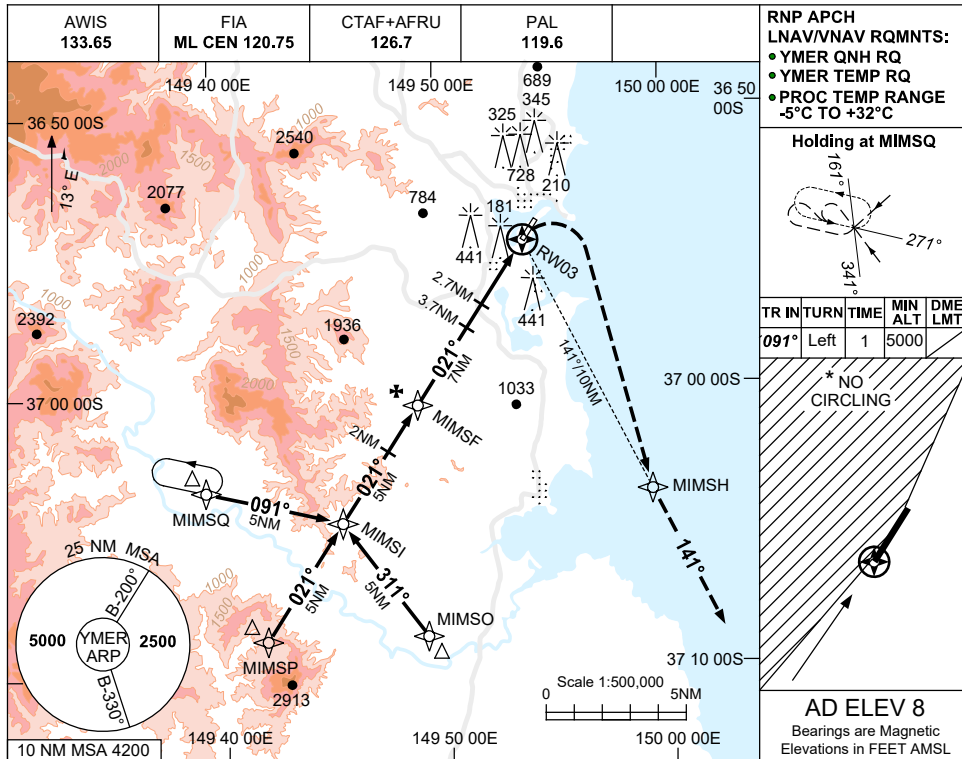 AWIS
133.65
FIA
ML CEN 120.75
CTAF+AFRU
126.7
PAL
119.6
RNP APCH
LNAV/VNAV RQMNTS:
YMER QNH RQ
YMER TEMP RQ
PROC TEMP RANGE
-5°C TO +32°C
149 40 00E
149 50 00E
150 00 00E
36 50
00S
36 50 00S
13° E
2000
1500
1000
2540
2077
784
689
345
325
728
210
181
441
441
RW03
1000
1000
1500
2000
2392
1936
1033
2.7NM
3.7NM
021°
7NM
141°/10NM
37 00 00S
37 00 00S
MIMSF
2NM
021°
5NM
MIMSQ
091°
5NM
MIMSI
MIMSH
141°
021°
5NM
311°
5NM
MIMSO
MIMSP
1000
1500
2913
25 NM MSA
B-200°
5000
YMER
ARP
2500
B-330°
10 NM MSA 4200
37 10 00S
Scale 1:500,000
0
5NM
149 40 00E
149 50 00E
150 00 00E
Holding at MIMSQ
161°
271°
341°
TR IN
TURN
TIME
MIN
ALT
DME
LMT
091°
Left
1
5000
* NO
CIRCLING
AD ELEV 8
Bearings are Magnetic
Elevations in FEET AMSL